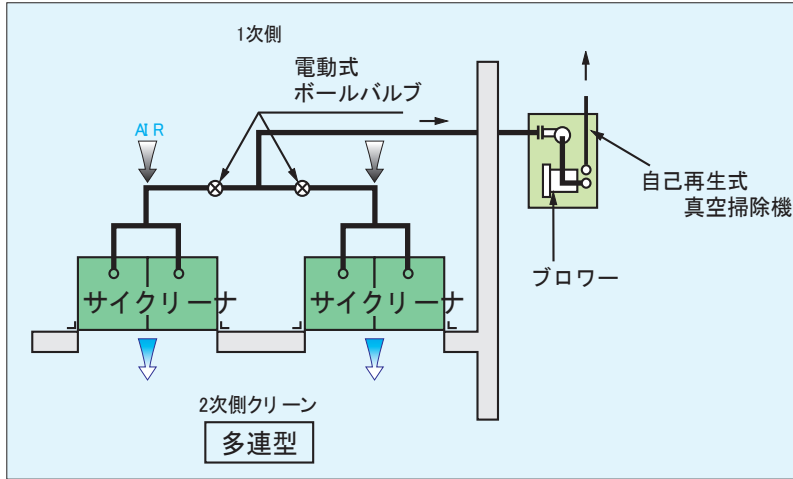 1次側
電動式
ボールバルブ
AIR
自己再生式
真空掃除機
ブロワー
サイクリーナ
サイクリーナ
2次側クリーン
多連型